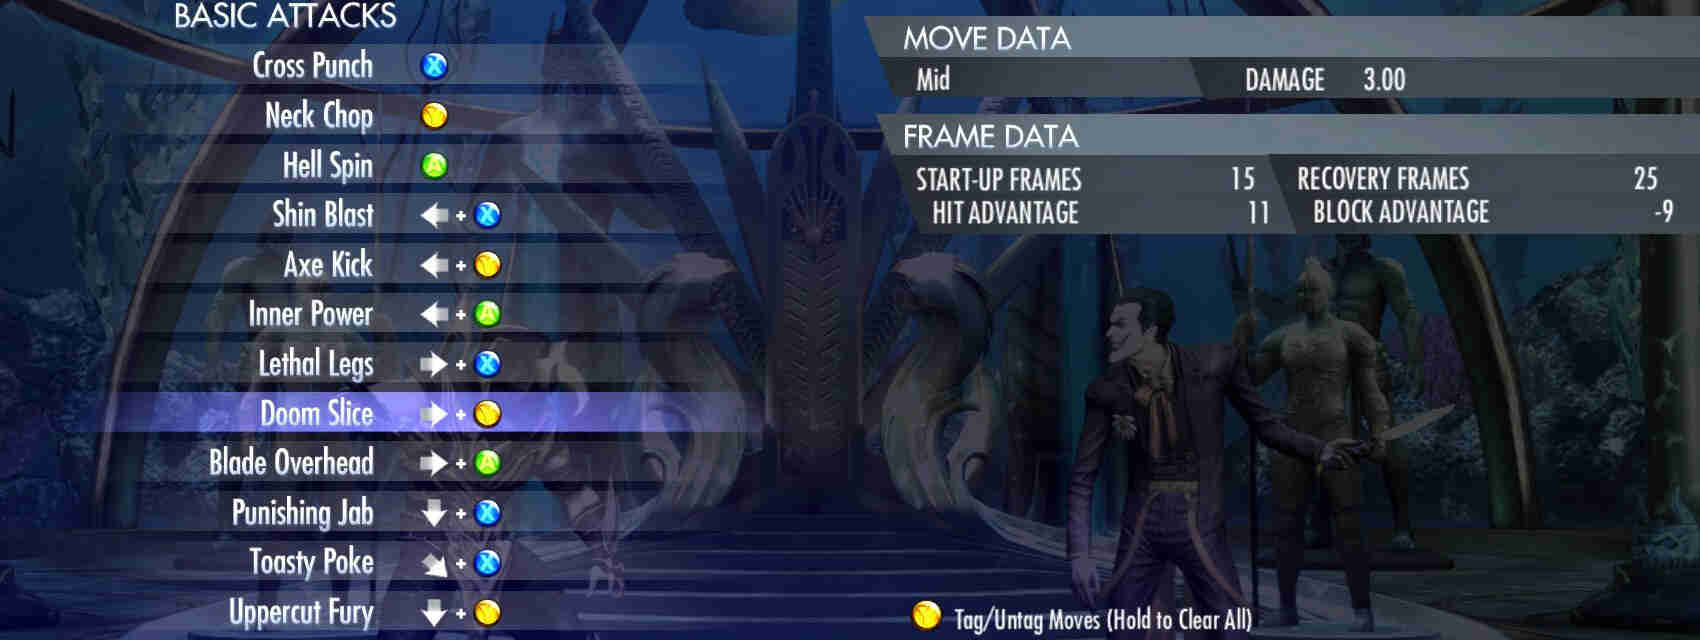 BASIC ATTACKS
Cross Punch X
Neck Chop Y
Hell Spin A
Shin Blast + X
Axe Kick + Y
Inner Power + A
Lethal Legs + X
Doom Slice + Y
Blade Overhead + A
Punishing Jab + X
Toasty Poke + X
Uppercut Fury + Y
MOVE DATA
Mid DAMAGE 3.00
FRAME DATA
START-UP FRAMES 15 RECOVERY FRAMES 25
HIT ADVANTAGE 11 BLOCK ADVANTAGE -9
Y Tag/Untag Moves (Hold to Clear All)